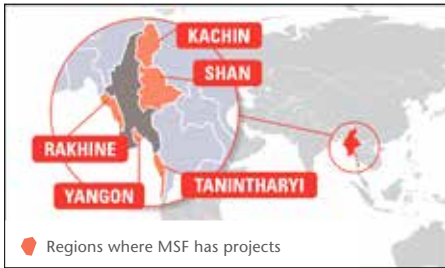 KACHIN
SHAN
RAKHINE
TANINTHARYI
YANGON
Regions where MSF has projects